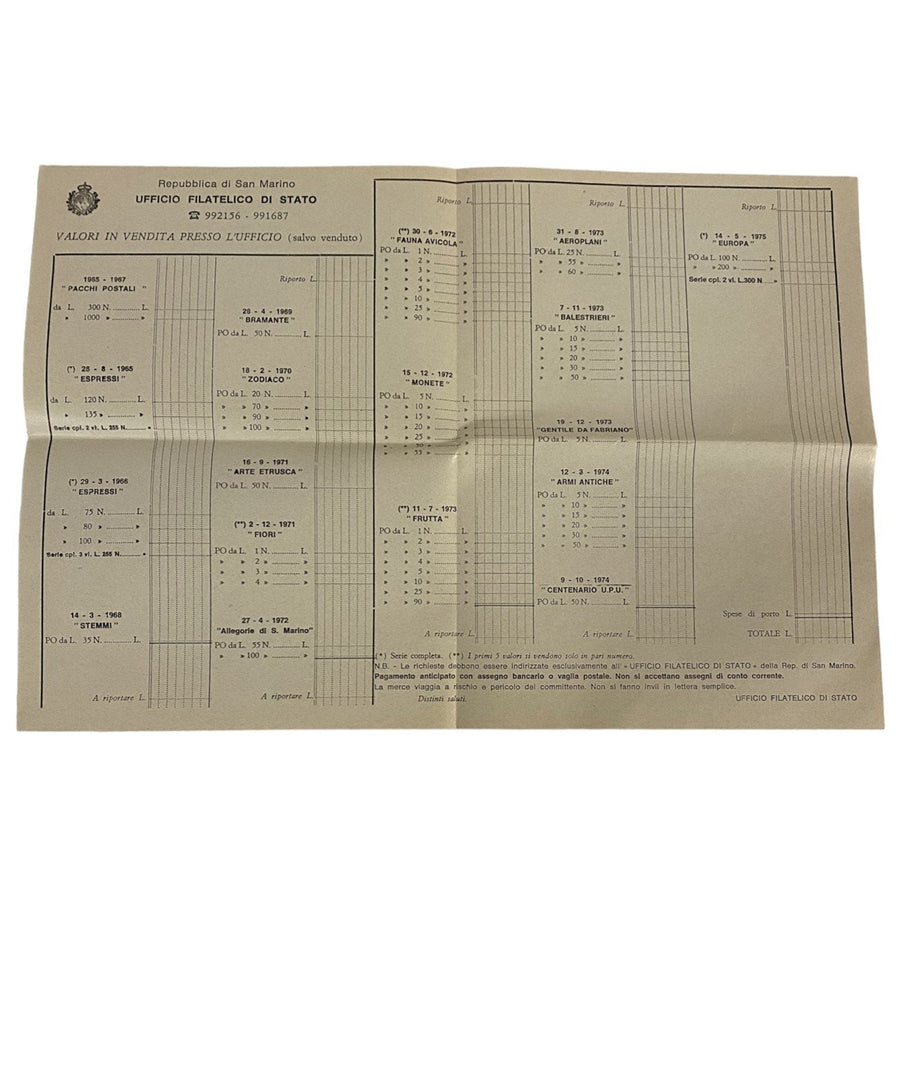 Repubblica di San Marino
UFFICIO FILATELICO DI STATO
☎ 992156 - 991687
VALORI IN VENDITA PRESSO L'UFFICIO (salvo venduto)
1965 - 1967
"PACCHI POSTALI"
da L. 300 N. ............ L.
» 1000 » ............ »
(*) 28 - 8 - 1965
"ESPRESSI"
da L. 120 N. ............ L.
» 135 » ............ »
Serie cpl. 2 vl. L. 255 N. ........ »
(*) 29 - 3 - 1966
"ESPRESSI"
da L. 75 N. ............ L.
» 80 » ............ »
» 100 » ............ »
Serie cpl. 3 vl. L. 255 N. ........ »
14 - 3 - 1968
"STEMMI"
PO da L. 35 N. ............ L.
A riportare L.
Riporto L.
28 - 4 - 1969
"BRAMANTE"
PO da L. 50 N. ............ L.
18 - 2 - 1970
"ZODIACO"
PO da L. 20 N. ............ L.
» » 70 » ............ »
» » 90 » ............ »
» » 100 » ............ »
16 - 9 - 1971
"ARTE ETRUSCA"
PO da L. 50 N. ............ L.
(**) 2 - 12 - 1971
"FIORI"
PO da L. 1 N. ............ L.
» » 2 » ............ »
» » 3 » ............ »
» » 4 » ............ »
27 - 4 - 1972
"Allegorie di S. Marino"
PO da L. 55 N. ............ L.
» » 100 » ............ »
A riportare L.
Riporto L.
(**) 30 - 6 - 1972
"FAUNA AVICOLA"
PO da L. 1 N. ............ L.
» » 2 » ............ »
» » 3 » ............ »
» » 4 » ............ »
» » 5 » ............ »
» » 10 » ............ »
» » 25 » ............ »
» » 90 » ............ »
15 - 12 - 1972
"MONETE"
PO da L. 5 N. ............ L.
» » 10 » ............ »
» » 15 » ............ »
» » 20 » ............ »
» » 25 » ............ »
» » 50 » ............ »
» » 55 » ............ »
(**) 11 - 7 - 1973
"FRUTTA"
PO da L. 1 N. ............ L.
» » 2 » ............ »
» » 3 » ............ »
» » 4 » ............ »
» » 5 » ............ »
» » 10 » ............ »
» » 25 » ............ »
» » 90 » ............ »
A riportare L.
Riporto L.
31 - 8 - 1973
"AEROPLANI"
PO da L. 25 N. ............ L.
» » 55 » ............ »
» » 60 » ............ »
7 - 11 - 1973
"BALESTRIERI"
PO da L. 5 N. ............ L.
» » 10 » ............ »
» » 15 » ............ »
» » 20 » ............ »
» » 30 » ............ »
» » 50 » ............ »
19 - 12 - 1973
"GENTILE DA FABRIANO"
PO da L. 5 N. ............ L.
12 - 3 - 1974
"ARMI ANTICHE"
PO da L. 5 N. ............ L.
» » 10 » ............ »
» » 15 » ............ »
» » 20 » ............ »
» » 30 » ............ »
» » 50 » ............ »
9 - 10 - 1974
"CENTENARIO U.P.U."
PO da L. 50 N. ............ L.
A riportare L.
Riporto L.
(*) 14 - 5 - 1975
"EUROPA"
PO da L. 100 N. ............ L.
» » 200 » ............ »
Serie cpl. 2 vl. L. 300 N. .... »
Spese di porto L.
TOTALE L.
(*) Serie completa. (**) I primi 5 valori si vendono solo in pari numero.
N.B. - Le richieste debbono essere indirizzate esclusivamente all' «UFFICIO FILATELICO DI STATO» della Rep. di San Marino.
Pagamento anticipato con assegno bancario o vaglia postale. Non si accettano assegni di conto corrente.
La merce viaggia a rischio e pericolo del committente. Non si fanno invii in lettera semplice.
Distinti saluti.
UFFICIO FILATELICO DI STATO